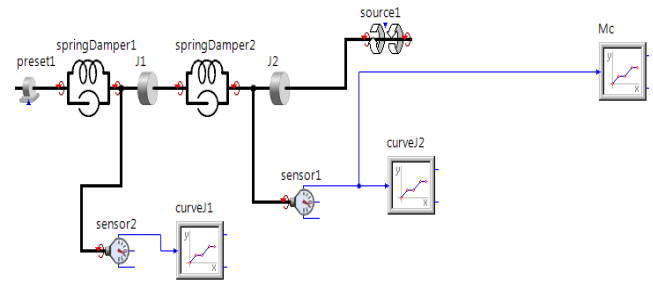 source1
Mc
springDamper1
J1
springDamper2
J2
preset1
y
x
curveJ2
sensor1
y
x
curveJ1
sensor2
y
x